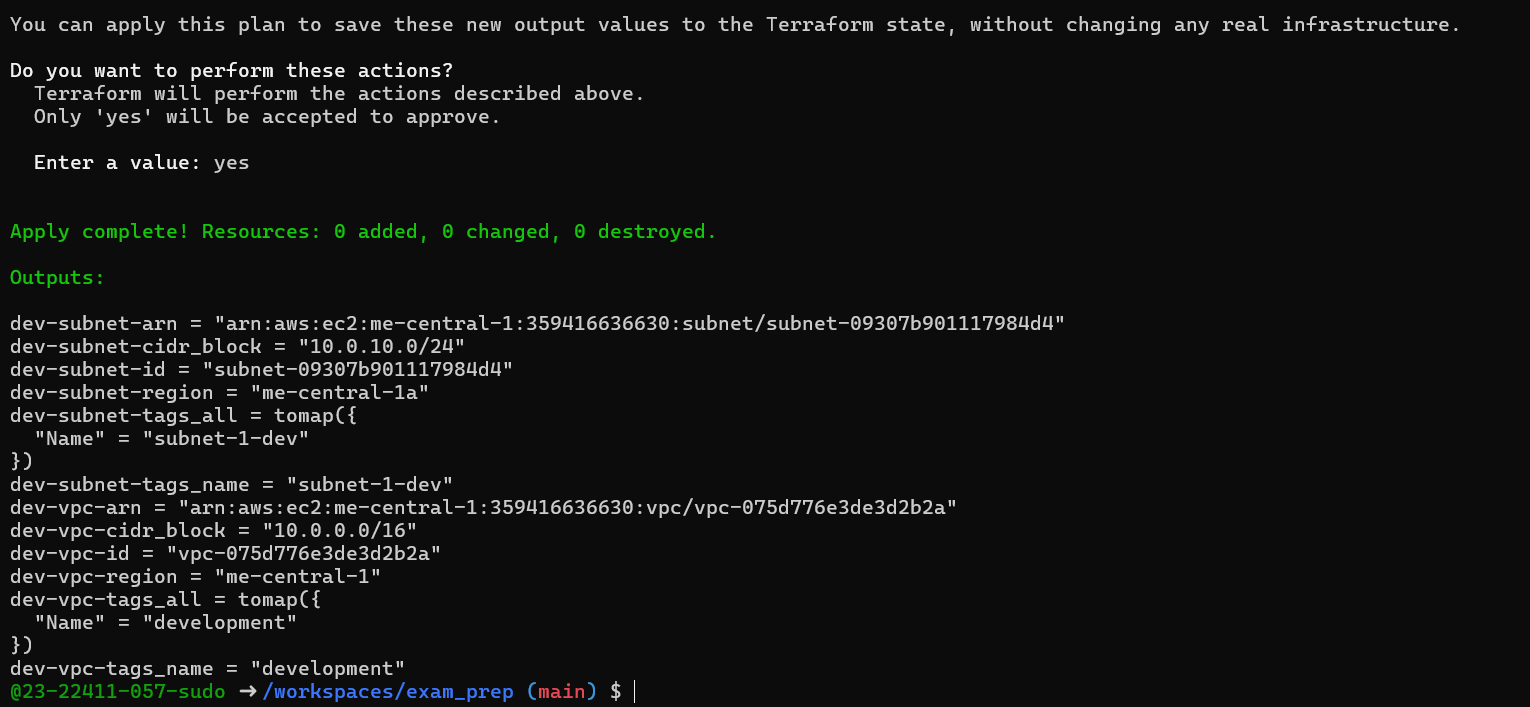 You can apply this plan to save these new output values to the Terraform state, without changing any real infrastructure.
Do you want to perform these actions?
  Terraform will perform the actions described above.
  Only 'yes' will be accepted to approve.
  Enter a value: yes
Apply complete! Resources: 0 added, 0 changed, 0 destroyed.
Outputs:
dev-subnet-arn = "arn:aws:ec2:me-central-1:359416636630:subnet/subnet-09307b901117984d4"
dev-subnet-cidr_block = "10.0.10.0/24"
dev-subnet-id = "subnet-09307b901117984d4"
dev-subnet-region = "me-central-1a"
dev-subnet-tags_all = tomap({
  "Name" = "subnet-1-dev"
})
dev-subnet-tags_name = "subnet-1-dev"
dev-vpc-arn = "arn:aws:ec2:me-central-1:359416636630:vpc/vpc-075d776e3de3d2b2a"
dev-vpc-cidr_block = "10.0.0.0/16"
dev-vpc-id = "vpc-075d776e3de3d2b2a"
dev-vpc-region = "me-central-1"
dev-vpc-tags_all = tomap({
  "Name" = "development"
})
dev-vpc-tags_name = "development"
@23-22411-057-sudo ➜ /workspaces/exam_prep (main) $